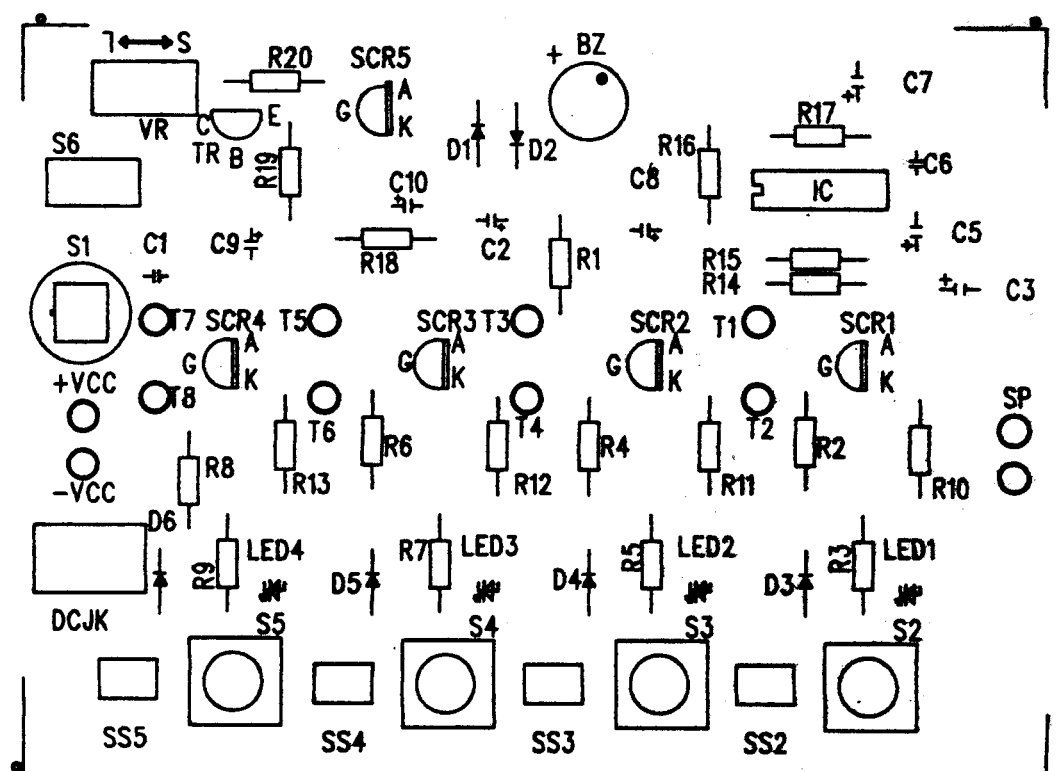 L S
R20
SCR5
+ BZ
A
G
K
C7
+
R17
VR
C E
TR B
S6
R19
D1
D2
R16
C6
C8
IC
C10
+
S1
C1
C9
+
R18
C2
+
R1
+
R15
R14
+
C5
+
C3
T7
SCR4
T5
SCR3
T3
SCR2
T1
SCR1
A
G
K
A
G
K
A
G
K
A
G
K
+VCC
T8
T6
T4
T2
SP
R8
R13
R6
R12
R4
R11
R2
R10
-VCC
D6
R9
LED4
D5
R7
LED3
D4
R5
LED2
D3
R3
LED1
DCJK
S5
S4
S3
S2
SS5
SS4
SS3
SS2